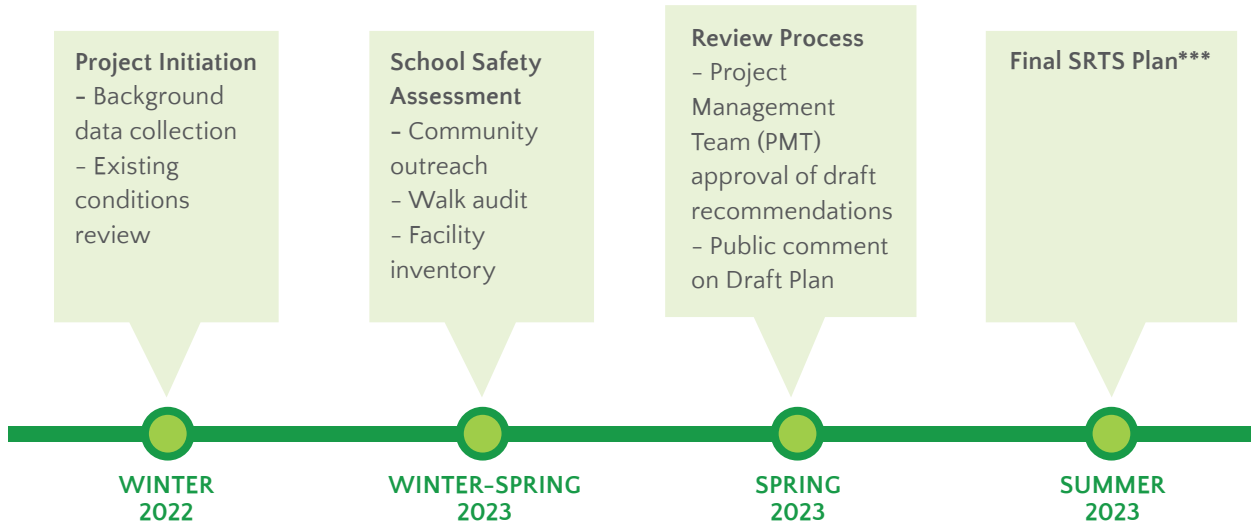 Project Initiation
- Background
data collection
- Existing
conditions
review
School Safety
Assessment
- Community
outreach
- Walk audit
- Facility
inventory
Review Process
- Project
Management
Team (PMT)
approval of draft
recommendations
- Public comment
on Draft Plan
Final SRTS Plan***
WINTER
2022
WINTER-SPRING
2023
SPRING
2023
SUMMER
2023